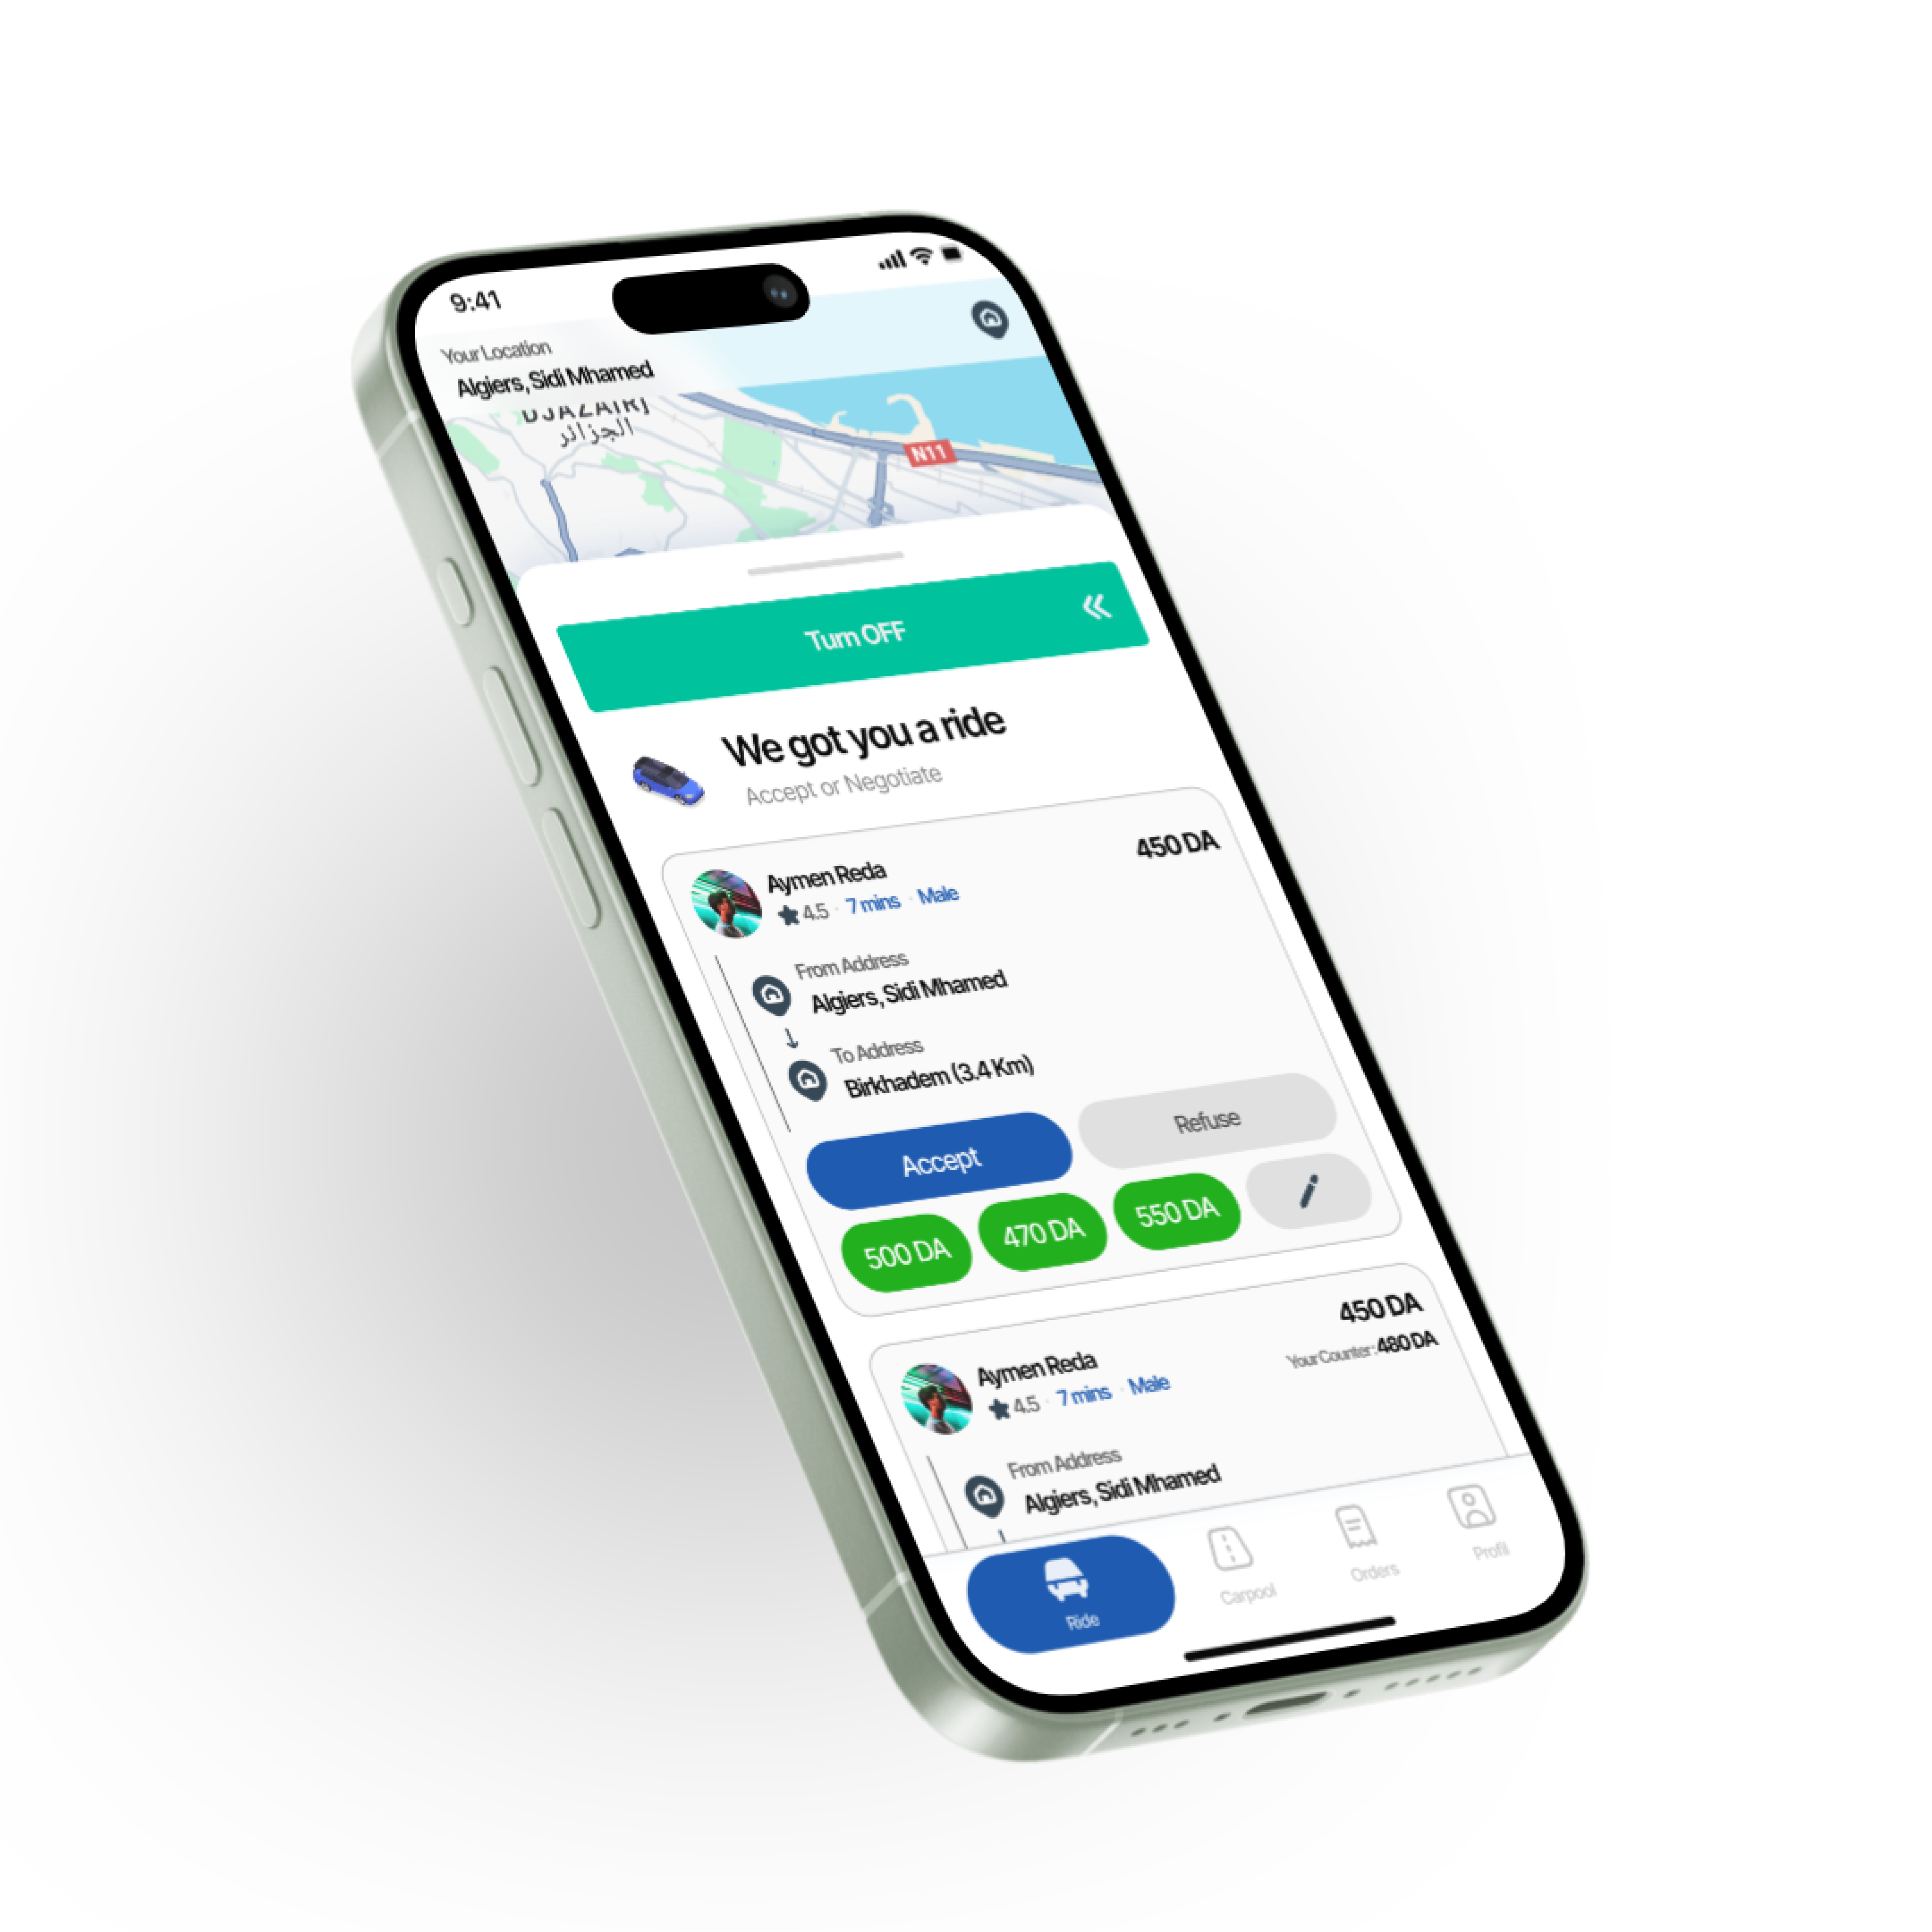 9:41
Your Location
Algiers, Sidi Mhamed
الجزائر
N11
Turn OFF
We got you a ride
Accept or Negotiate
Aymen Reda
450 DA
4.5 · 7 mins · Male
From Address
Algiers, Sidi Mhamed
To Address
Birkhadem (3.4 Km)
Accept
Refuse
500 DA
470 DA
550 DA
450 DA
Aymen Reda
Your Counter: 480 DA
4.5 · 7 mins · Male
From Address
Algiers, Sidi Mhamed
Ride
Carpool
Orders
Profil